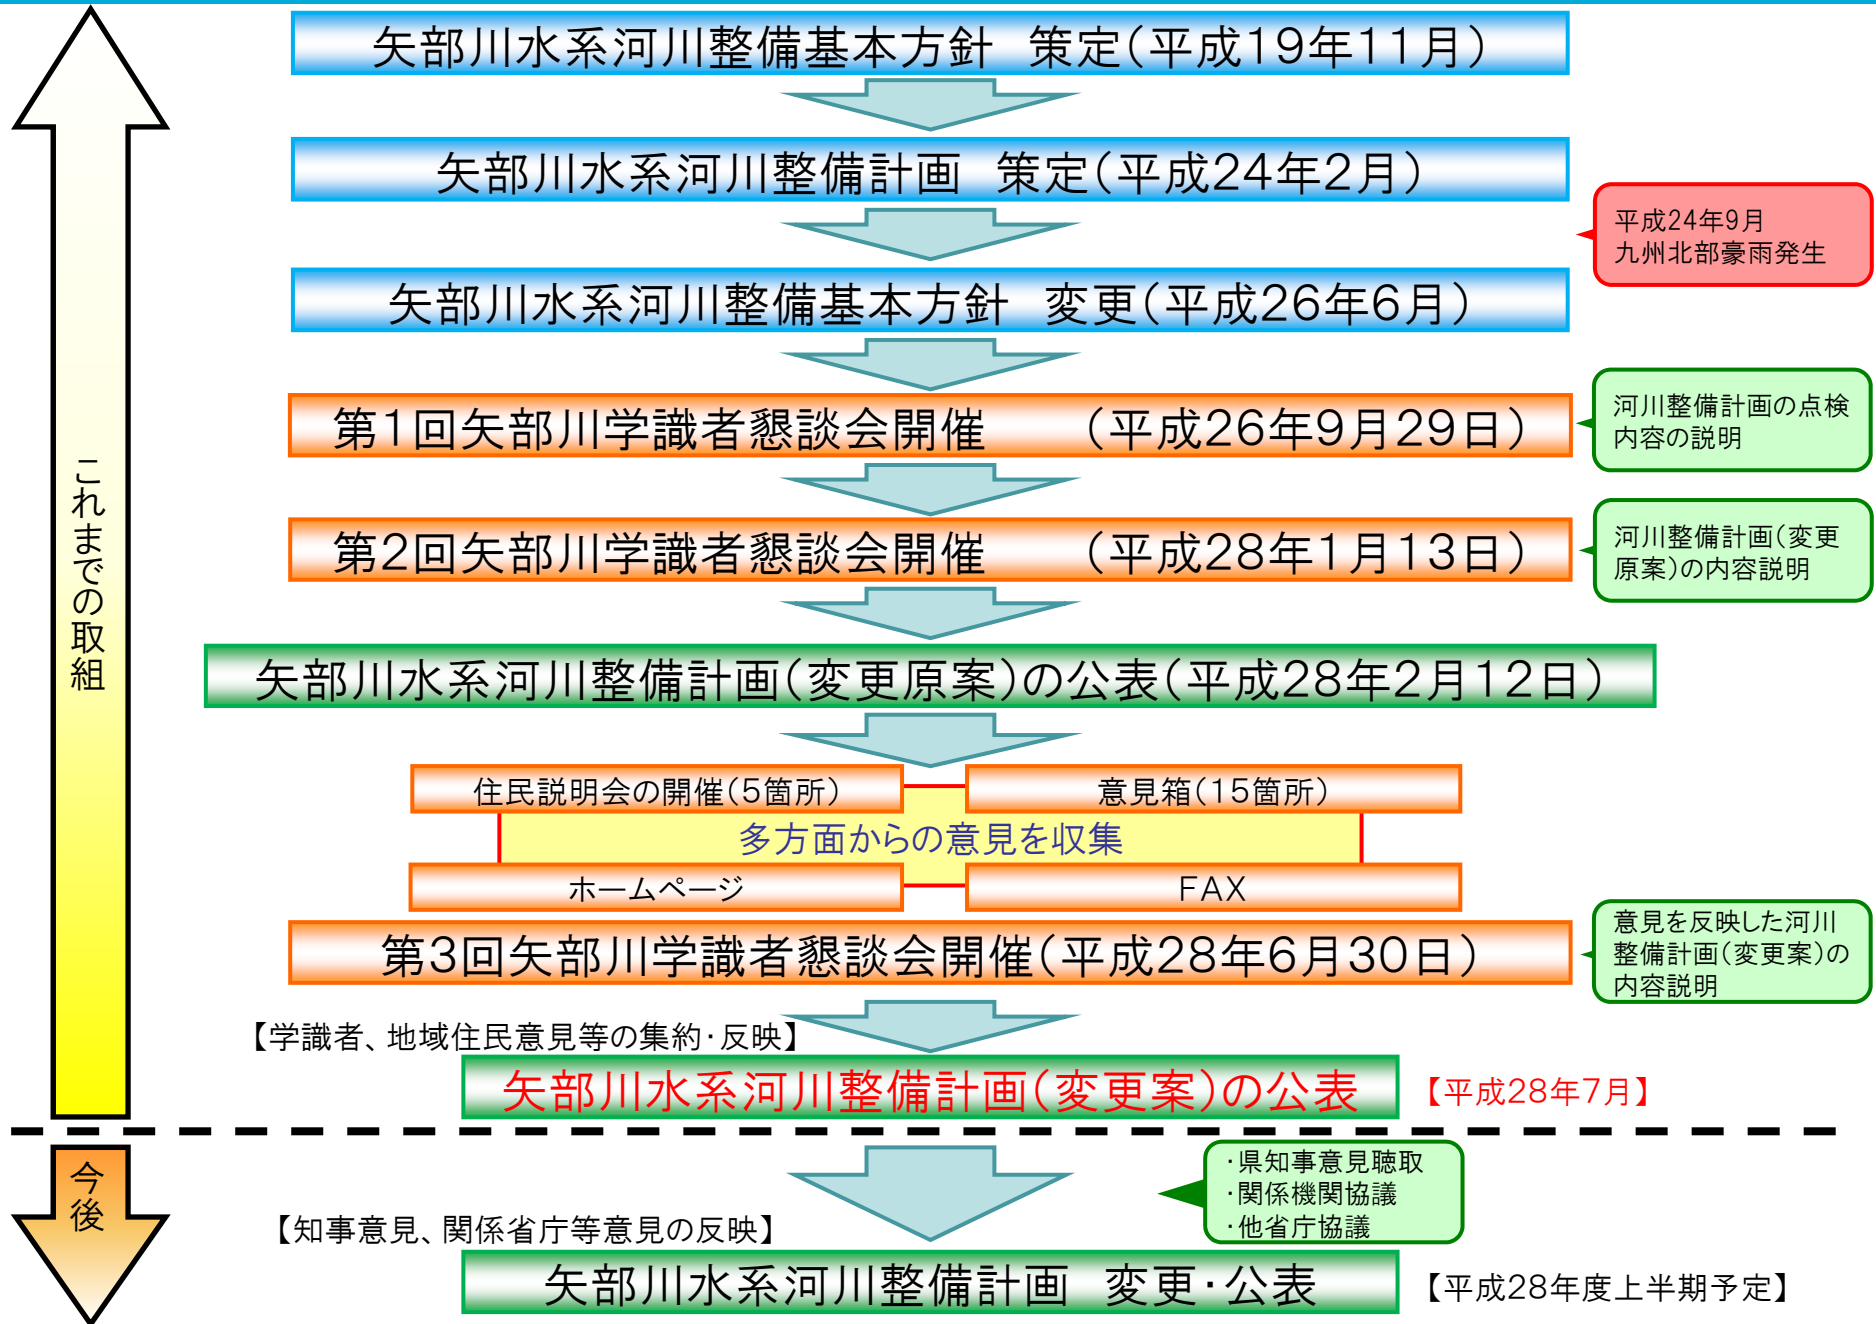 矢部川水系河川整備基本方針　策定(平成19年11月)
矢部川水系河川整備計画　策定(平成24年2月)
平成24年9月
九州北部豪雨発生
矢部川水系河川整備基本方針　変更(平成26年6月)
第1回矢部川学識者懇談会開催　　(平成26年9月29日)
河川整備計画の点検
内容の説明
第2回矢部川学識者懇談会開催　　(平成28年1月13日)
河川整備計画(変更
原案)の内容説明
これまでの取組
矢部川水系河川整備計画(変更原案)の公表(平成28年2月12日)
住民説明会の開催(5箇所)
意見箱(15箇所)
多方面からの意見を収集
ホームページ
FAX
第3回矢部川学識者懇談会開催(平成28年6月30日)
意見を反映した河川
整備計画(変更案)の
内容説明
【学識者、地域住民意見等の集約・反映】
矢部川水系河川整備計画(変更案)の公表
【平成28年7月】
今後
・県知事意見聴取
・関係機関協議
・他省庁協議
【知事意見、関係省庁等意見の反映】
矢部川水系河川整備計画　変更・公表
【平成28年度上半期予定】